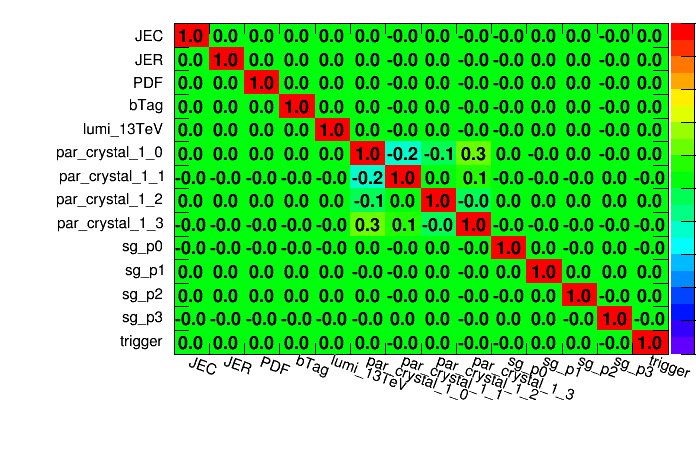 JEC 1.0 0.0 0.0 0.0 0.0 0.0 -0.0 0.0 -0.0 -0.0 0.0 0.0 -0.0 0.0
JER 0.0 1.0 0.0 0.0 0.0 0.0 -0.0 0.0 -0.0 -0.0 0.0 0.0 -0.0 0.0
PDF 0.0 0.0 1.0 0.0 0.0 0.0 -0.0 0.0 -0.0 -0.0 0.0 0.0 -0.0 0.0
bTag 0.0 0.0 0.0 1.0 0.0 0.0 -0.0 0.0 -0.0 -0.0 0.0 0.0 -0.0 0.0
lumi_13TeV 0.0 0.0 0.0 0.0 1.0 0.0 -0.0 0.0 -0.0 -0.0 0.0 0.0 -0.0 0.0
par_crystal_1_0 0.0 0.0 0.0 0.0 0.0 1.0 -0.2 -0.1 0.3 0.0 -0.0 0.0 -0.0 0.0
par_crystal_1_1 -0.0 -0.0 -0.0 -0.0 -0.0 -0.2 1.0 0.0 0.1 0.0 -0.0 -0.0 0.0 -0.0
par_crystal_1_2 0.0 0.0 0.0 0.0 0.0 -0.1 0.0 1.0 -0.0 0.0 0.0 0.0 -0.0 0.0
par_crystal_1_3 -0.0 -0.0 -0.0 -0.0 -0.0 0.3 0.1 -0.0 1.0 -0.0 -0.0 -0.0 -0.0 -0.0
sg_p0 -0.0 -0.0 -0.0 -0.0 -0.0 0.0 0.0 0.0 -0.0 1.0 0.0 -0.0 -0.0 -0.0
sg_p1 0.0 0.0 0.0 0.0 0.0 -0.0 -0.0 0.0 -0.0 0.0 1.0 0.0 -0.0 0.0
sg_p2 0.0 0.0 0.0 0.0 0.0 0.0 -0.0 0.0 -0.0 -0.0 0.0 1.0 -0.0 0.0
sg_p3 -0.0 -0.0 -0.0 -0.0 -0.0 -0.0 0.0 -0.0 -0.0 -0.0 -0.0 -0.0 1.0 -0.0
trigger 0.0 0.0 0.0 0.0 0.0 0.0 -0.0 0.0 -0.0 -0.0 0.0 0.0 -0.0 1.0
JEC JER PDF bTag lumi_13TeV par_crystal_1_0 par_crystal_1_1 par_crystal_1_2 par_crystal_1_3 sg_p0 sg_p1 sg_p2 sg_p3 trigger